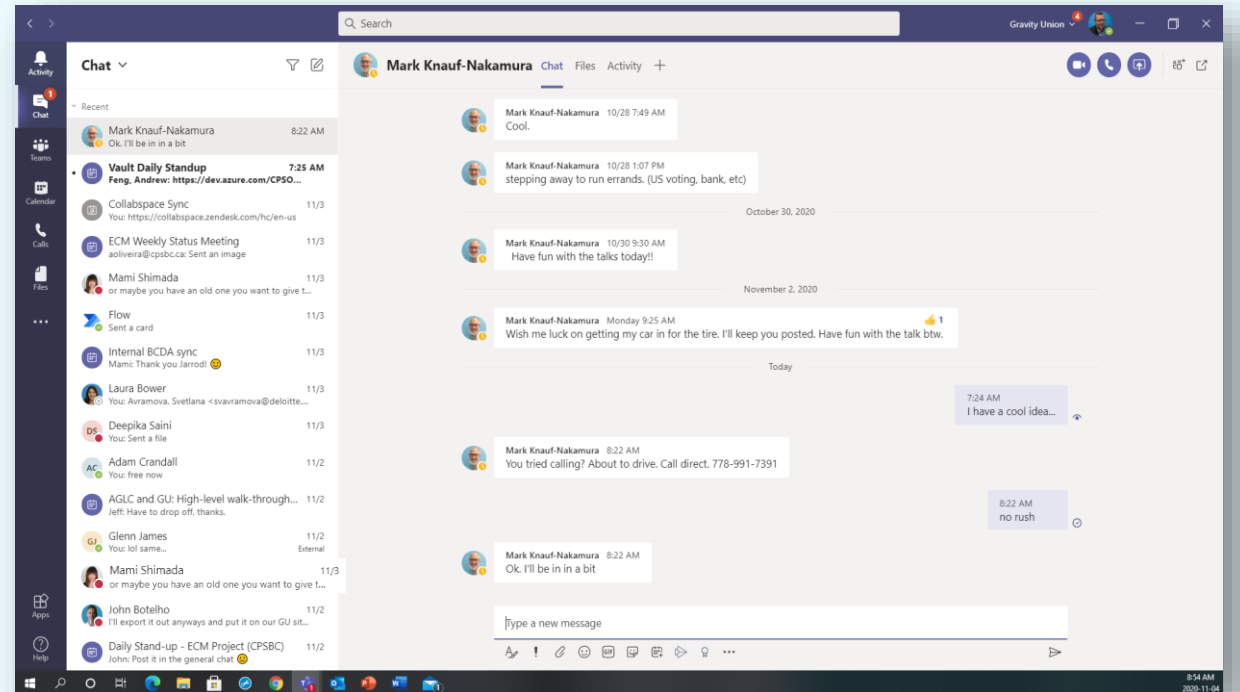 Search
Gravity Union
4
Activity
Chat
1
Teams
Calendar
Calls
Files
Apps
Help
Chat
Recent
Mark Knauf-Nakamura 8:22 AM
Ok. I'll be in in a bit
Vault Daily Standup 7:25 AM
Feng, Andrew: https://dev.azure.com/CPSO...
Collabspace Sync 11/3
You: https://collabspace.zendesk.com/hc/en-us
ECM Weekly Status Meeting 11/3
aoliveira@cpsbc.ca: Sent an image
Mami Shimada 11/3
or maybe you have an old one you want to give t...
Flow 11/3
Sent a card
Internal BCDA sync 11/3
Mami: Thank you Jarrod! 🙂
Laura Bower 11/3
You: Avramova, Svetlana <svavramova@deloitte....
DS
Deepika Saini 11/3
You: Sent a file
AC
Adam Crandall 11/2
You: free now
AGLC and GU: High-level walk-through... 11/2
Jeff: Have to drop off, thanks.
GJ
Glenn James 11/2
You: lol same... External
Mami Shimada 11/3
or maybe you have an old one you want to give t...
John Botelho 11/2
I'll export it out anyways and put it on our GU sit...
Daily Stand-up - ECM Project (CPSBC) 11/2
John: Post it in the general chat 🙂
Mark Knauf-Nakamura Chat Files Activity
Mark Knauf-Nakamura 10/28 7:49 AM
Cool.
Mark Knauf-Nakamura 10/28 1:07 PM
stepping away to run errands. (US voting, bank, etc)
October 30, 2020
Mark Knauf-Nakamura 10/30 9:30 AM
Have fun with the talks today!!
November 2, 2020
Mark Knauf-Nakamura Monday 9:25 AM 👍 1
Wish me luck on getting my car in for the tire. I'll keep you posted. Have fun with the talk btw.
Today
7:24 AM
I have a cool idea...
Mark Knauf-Nakamura 8:22 AM
You tried calling? About to drive. Call direct. 778-991-7391
8:22 AM
no rush
Mark Knauf-Nakamura 8:22 AM
Ok. I'll be in in a bit
Type a new message
GIF
8:54 AM
2020-11-04